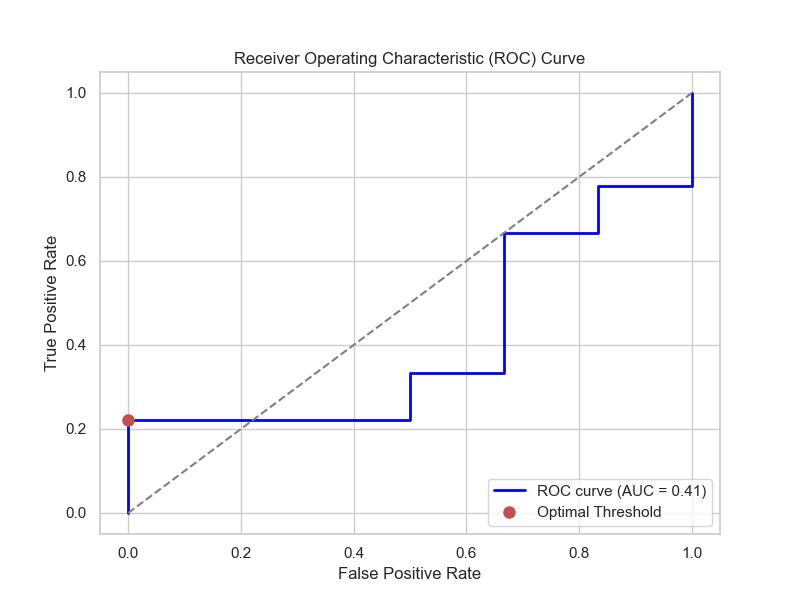 Receiver Operating Characteristic (ROC) Curve
1.0
0.8
0.6
0.4
0.2
0.0
True Positive Rate
0.0 0.2 0.4 0.6 0.8 1.0
False Positive Rate
ROC curve (AUC = 0.41)
Optimal Threshold